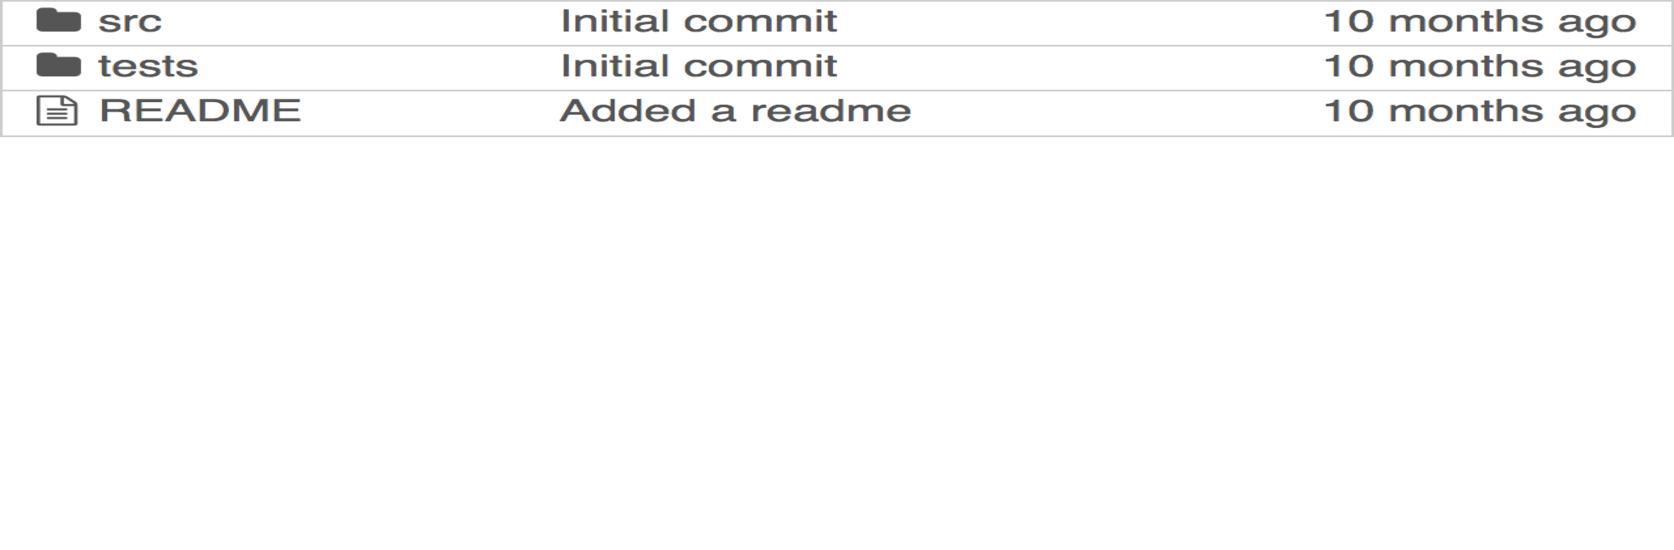 src Initial commit 10 months ago
tests Initial commit 10 months ago
README Added a readme 10 months ago